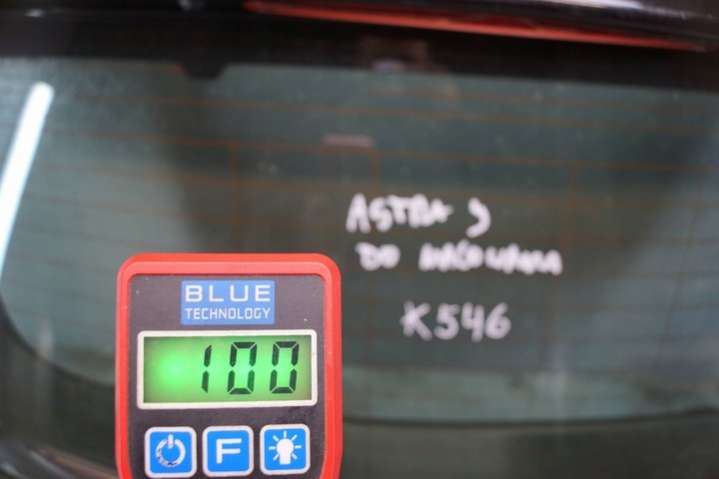 ASTRA J
DO
K546
BLUE
TECHNOLOGY
100
F